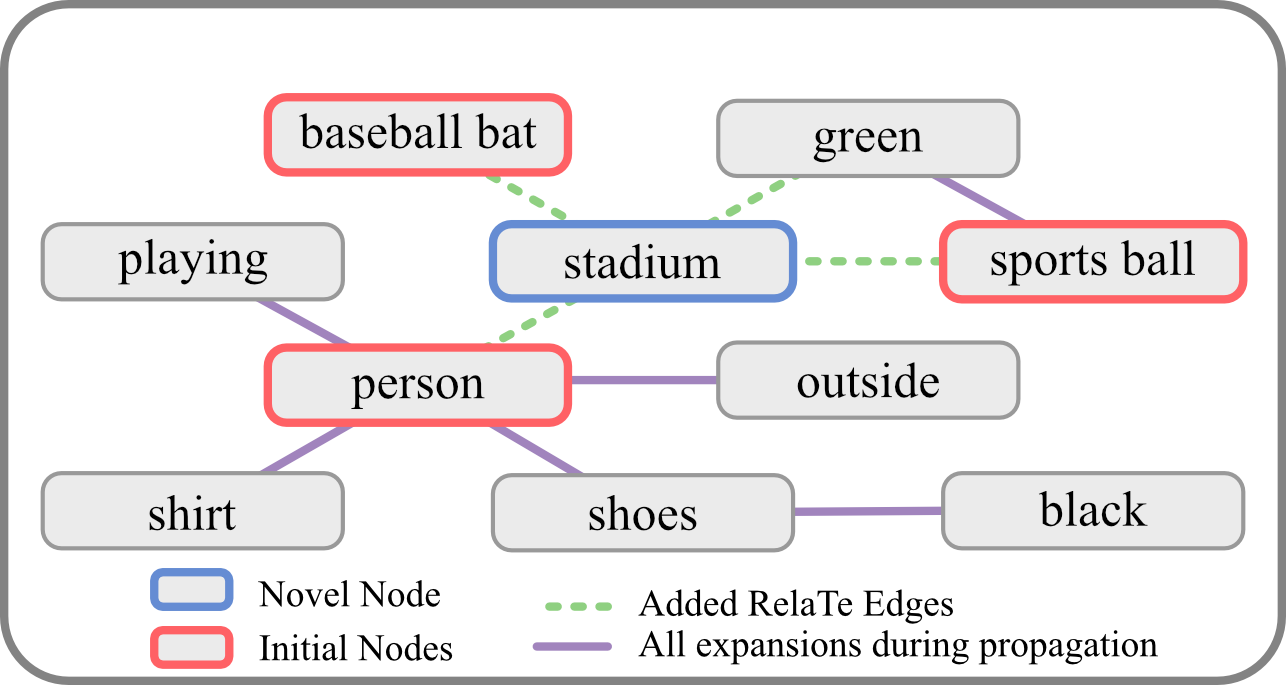 baseball bat
green
playing
stadium
sports ball
person
outside
shirt
shoes
black
Novel Node
Initial Nodes
Added RelaTe Edges
All expansions during propagation